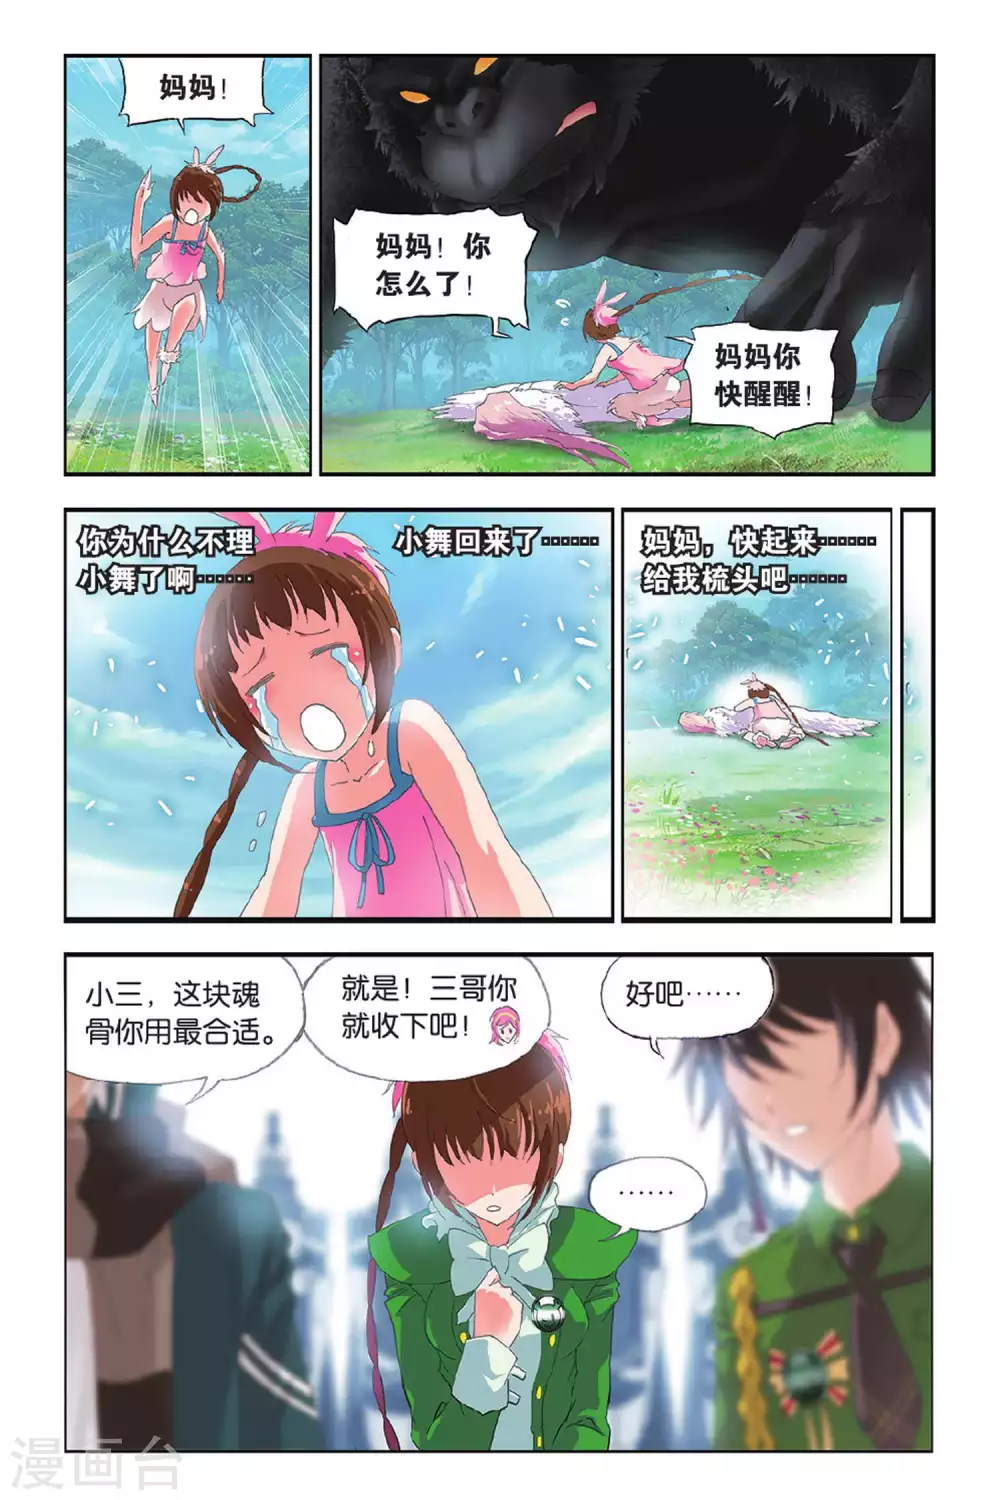 妈妈！
妈妈！你
怎么了！
妈妈你
快醒醒！
你为什么不理
小舞了啊……
小舞回来了……
妈妈，快起来……
给我梳头吧……
小三，这块魂
骨你用最合适。
就是！三哥你
就收下吧！
好吧……
……
漫画台